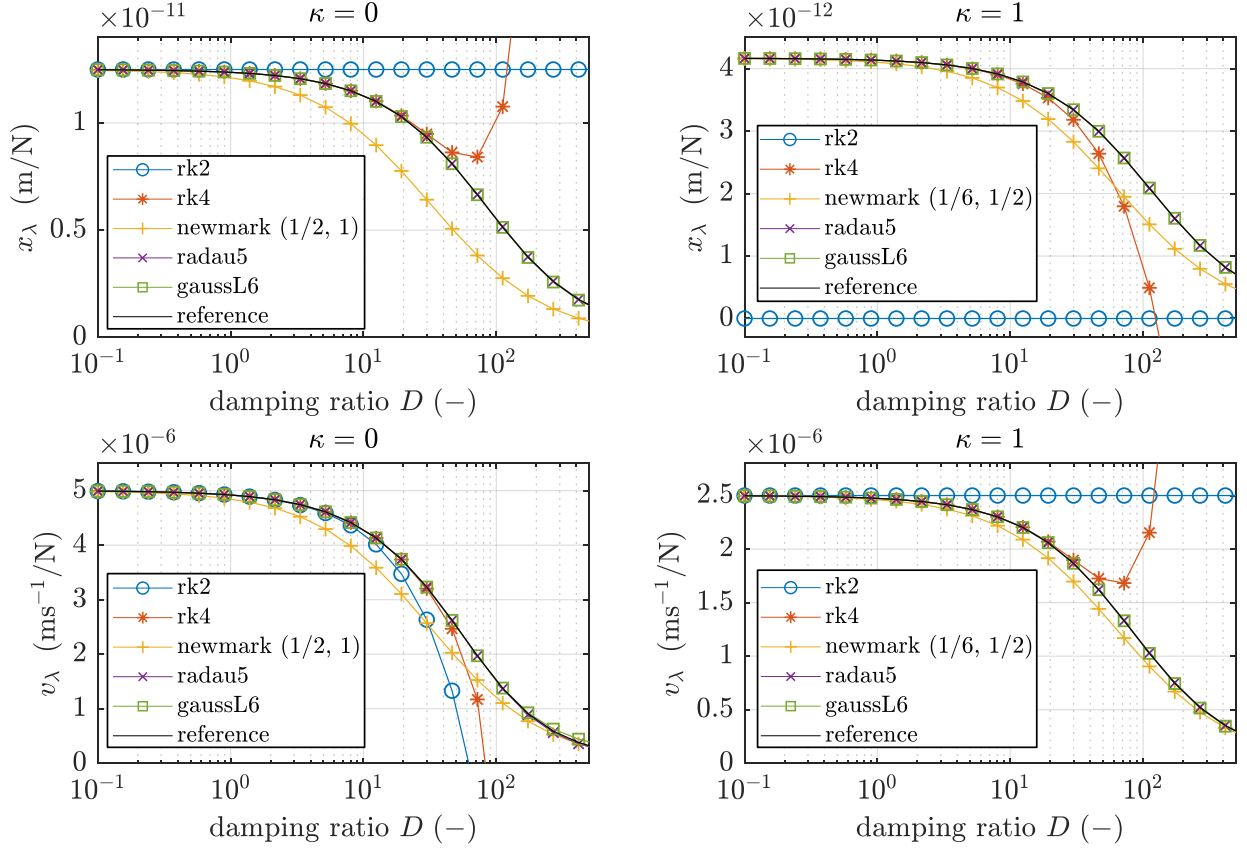 ×10⁻¹¹
κ = 0
1
0.5
0
x_λ (m/N)
rk2
rk4
newmark (1/2, 1)
radau5
gaussL6
reference
10⁻¹ 10⁰ 10¹ 10²
damping ratio D (−)
×10⁻¹²
κ = 1
4
3
2
1
0
x_λ (m/N)
rk2
rk4
newmark (1/6, 1/2)
radau5
gaussL6
reference
10⁻¹ 10⁰ 10¹ 10²
damping ratio D (−)
×10⁻⁶
κ = 0
5
4
3
2
1
0
v_λ (ms⁻¹/N)
rk2
rk4
newmark (1/2, 1)
radau5
gaussL6
reference
10⁻¹ 10⁰ 10¹ 10²
damping ratio D (−)
×10⁻⁶
κ = 1
2.5
2
1.5
1
0.5
0
v_λ (ms⁻¹/N)
rk2
rk4
newmark (1/6, 1/2)
radau5
gaussL6
reference
10⁻¹ 10⁰ 10¹ 10²
damping ratio D (−)